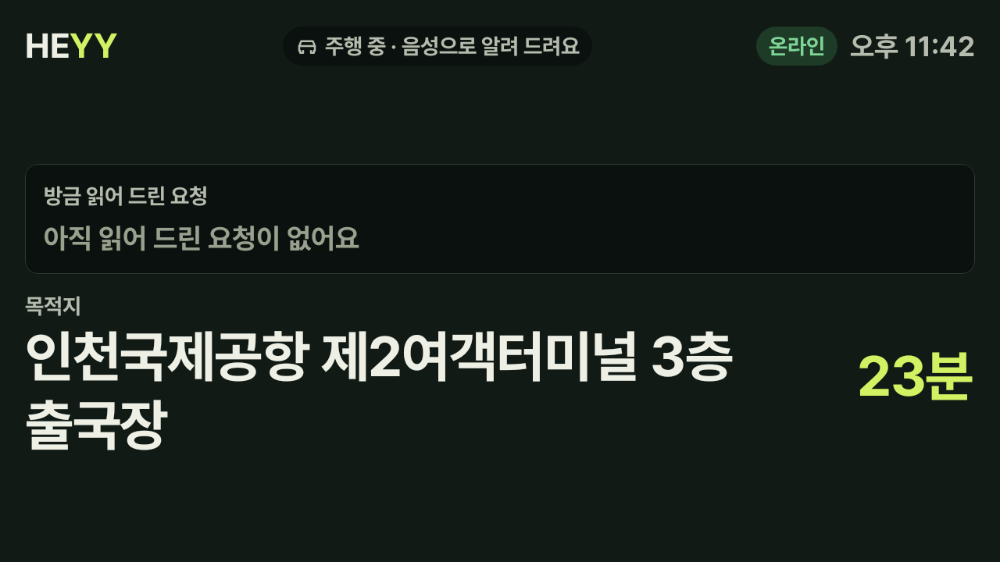 HEYY
주행 중 · 음성으로 알려 드려요
온라인
오후 11:42
방금 읽어 드린 요청
아직 읽어 드린 요청이 없어요
목적지
인천국제공항 제2여객터미널 3층
출국장
23분